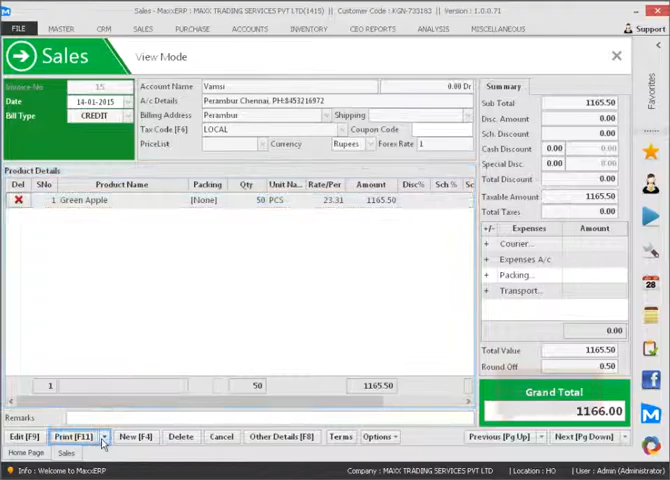 Sales - MaxxERP : MAXX TRADING SERVICES PVT LTD(1415) | Customer Code : KGN-733183 | Version : 1.0.0.71
FILE MASTER CRM SALES PURCHASE ACCOUNTS INVENTORY CEO REPORTS ANALYSIS MISCELLANEOUS Support
Sales View Mode
Favorites
Invoice No 15
Date 14-01-2015
Bill Type CREDIT
Account Name Vamsi 0.00 Dr
A/c Details Perambur Chennai, PH:8453216972
Billing Address Perambur Shipping
Tax Code [F6] LOCAL Coupon Code
PriceList Currency Rupees Forex Rate 1
Summary
Sub Total 1165.50
Disc. Amount 0.00
Sch. Discount 0.00
Cash Discount 0.00 0.00
Special Disc. 0.00 0.00
Total Discount 0.00
Taxable Amount 1165.50
Total Taxes 0.00
Product Details
Del SNo Product Name Packing Qty Unit Na... Rate/Per Amount Disc% Sch % Sc
1 Green Apple [None] 50 PCS 23.31 1165.50
+/- Expenses Amount
+ Courier...
+ Expenses A/c
+ Packing...
+ Transport...
28
0.00
Total Value 1165.50
Round Off 0.50
1 50 1165.50
Grand Total
1166.00
Remarks
Edit [F9] Print [F11] New [F4] Delete Cancel Other Details [F8] Terms Options Previous [Pg Up] Next [Pg Down]
Home Page Sales
Info : Welcome to MaxxERP Company : MAXX TRADING SERVICES PVT LTD | Location : HO | User : Admin (Administrator)